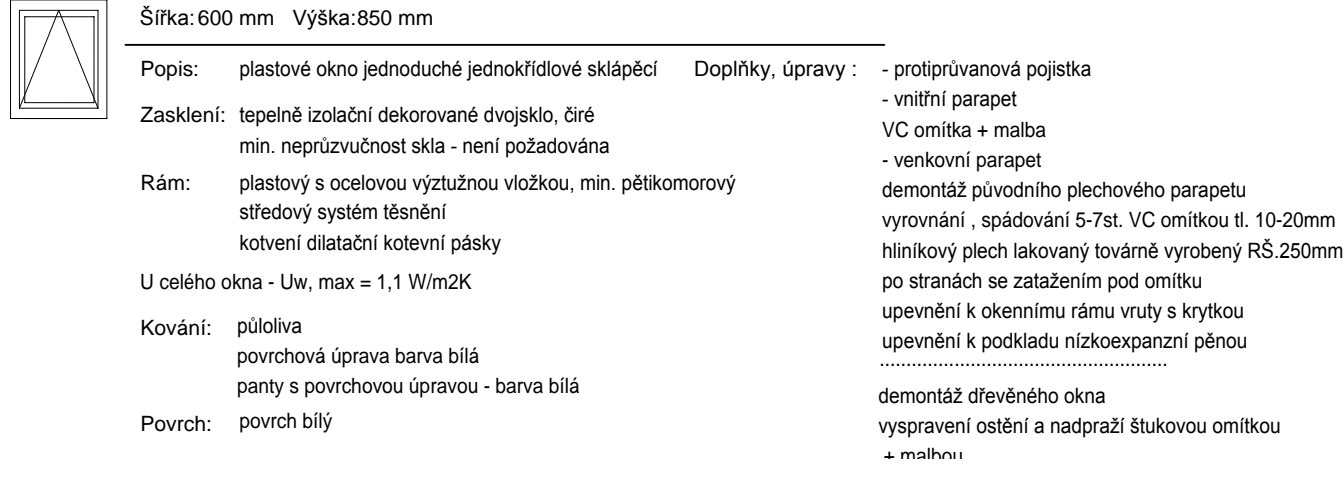 Šířka: 600 mm Výška: 850 mm
Popis: plastové okno jednoduché jednokřídlové sklápěcí
Zasklení: tepelně izolační dekorované dvojsklo, čiré
min. neprůzvučnost skla - není požadována
Rám: plastový s ocelovou výztužnou vložkou, min. pětikomorový
středový systém těsnění
kotvení dilatační kotevní pásky
U celého okna - Uw, max = 1,1 W/m2K
Kování: půloliva
povrchová úprava barva bílá
panty s povrchovou úpravou - barva bílá
Povrch: povrch bílý
Doplňky, úpravy : - protiprůvanová pojistka
- vnitřní parapet
VC omítka + malba
- venkovní parapet
demontáž původního plechového parapetu
vyrovnání , spádování 5-7st. VC omítkou tl. 10-20mm
hliníkový plech lakovaný továrně vyrobený RŠ.250mm
po stranách se zatažením pod omítku
upevnění k okennímu rámu vruty s krytkou
upevnění k podkladu nízkoexpanzní pěnou
demontáž dřevěného okna
vyspravení ostění a nadpraží štukovou omítkou
+ malbou